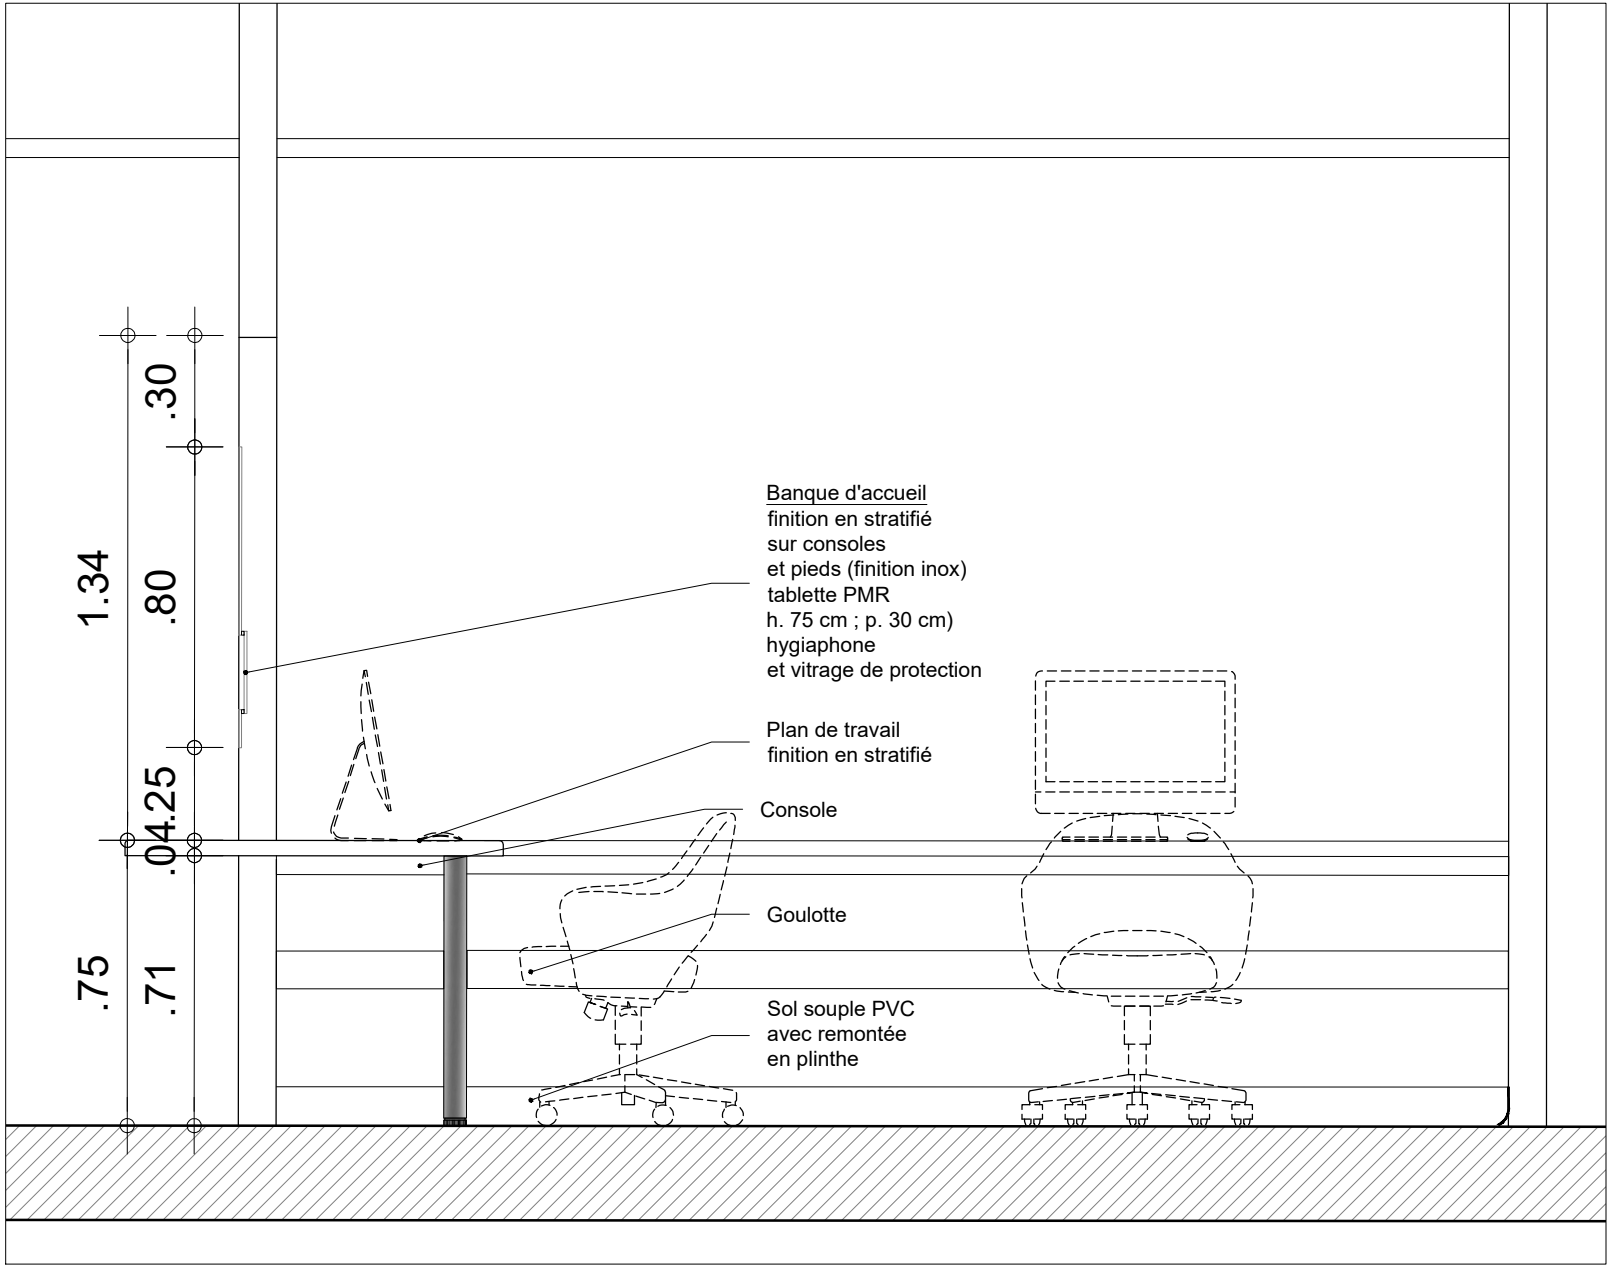 .30
1.34
.80
.04.25
.75
.71
Banque d'accueil
finition en stratifié
sur consoles
et pieds (finition inox)
tablette PMR
h. 75 cm ; p. 30 cm)
hygiaphone
et vitrage de protection
Plan de travail
finition en stratifié
Console
Goulotte
Sol souple PVC
avec remontée
en plinthe